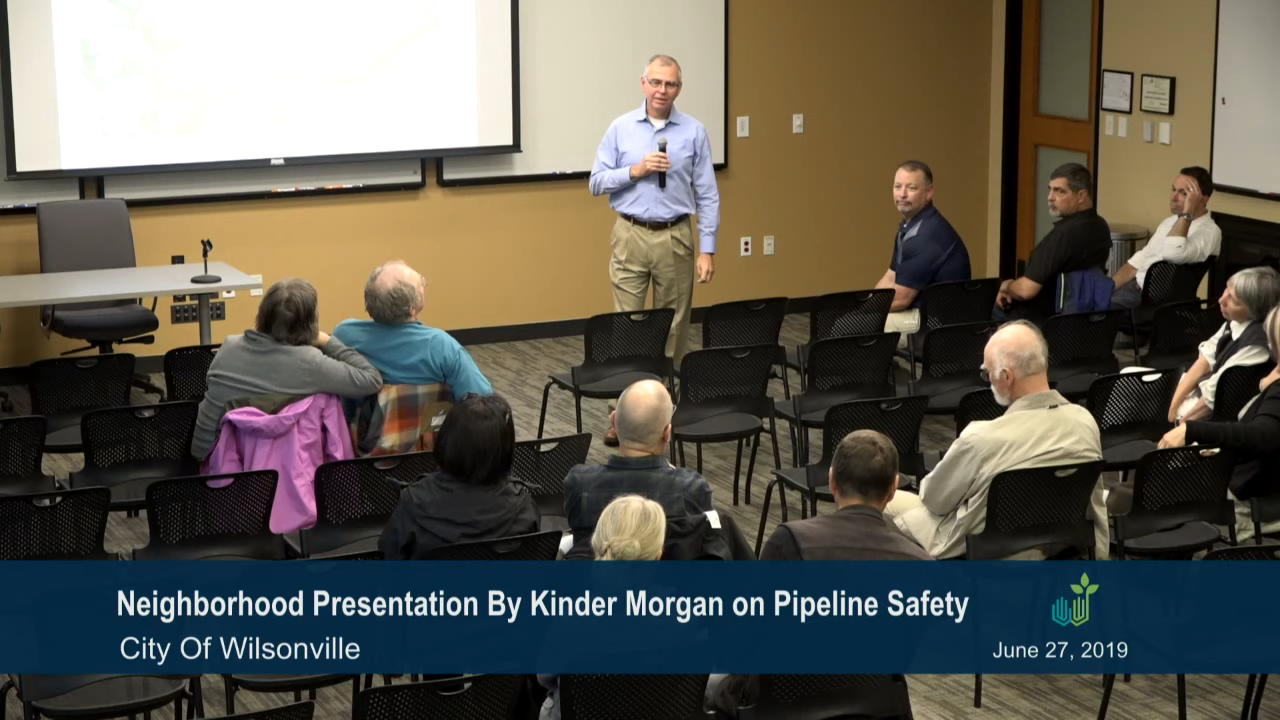 Neighborhood Presentation By Kinder Morgan on Pipeline Safety
City Of Wilsonville
June 27, 2019